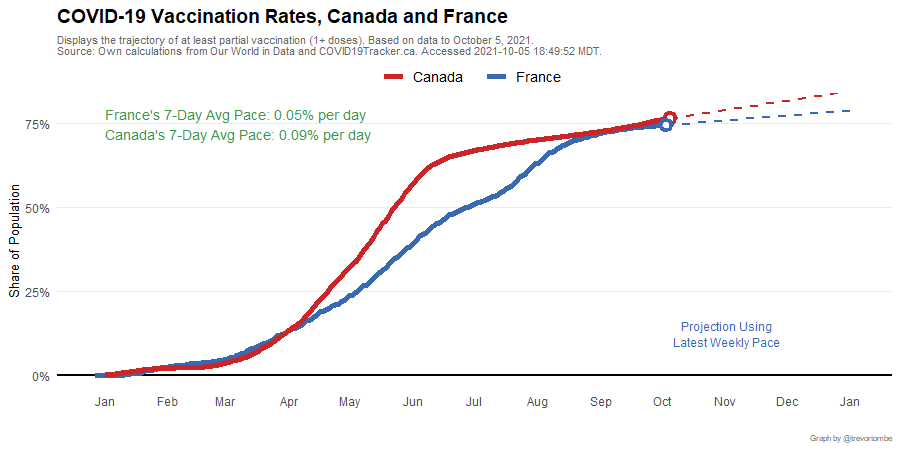 COVID-19 Vaccination Rates, Canada and France
Displays the trajectory of at least partial vaccination (1+ doses). Based on data to October 5, 2021.
Source: Own calculations from Our World in Data and COVID19Tracker.ca. Accessed 2021-10-05 18:49:52 MDT.
Canada France
France's 7-Day Avg Pace: 0.05% per day
Canada's 7-Day Avg Pace: 0.09% per day
75%
50%
25%
0%
Share of Population
Projection Using
Latest Weekly Pace
Jan Feb Mar Apr May Jun Jul Aug Sep Oct Nov Dec Jan
Graph by @trevortombe